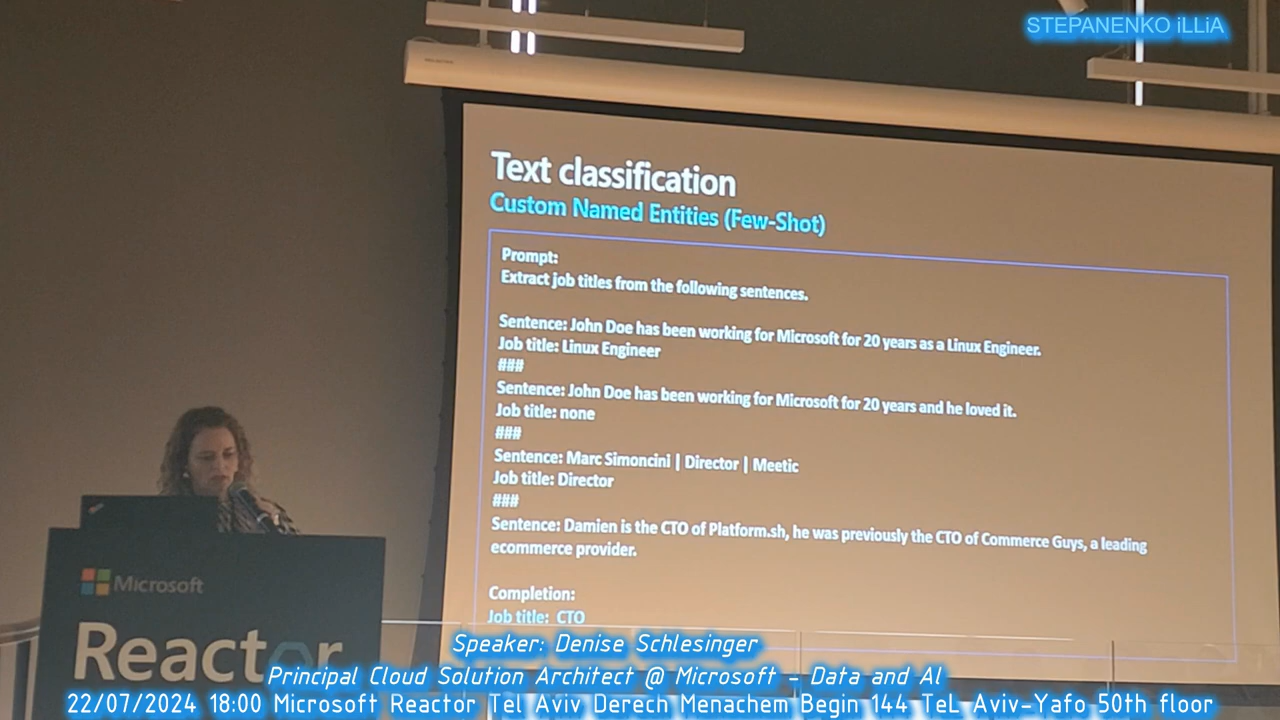 STEPANENKO iLLiA
Text classification
Custom Named Entities (Few-Shot)
Prompt:
Extract job titles from the following sentences.
Sentence: John Doe has been working for Microsoft for 20 years as a Linux Engineer.
Job title: Linux Engineer
###
Sentence: John Doe has been working for Microsoft for 20 years and he loved it.
Job title: none
###
Sentence: Marc Simoncini | Director | Meetic
Job title: Director
###
Sentence: Damien is the CTO of Platform.sh, he was previously the CTO of Commerce Guys, a leading
ecommerce provider.
Completion:
Job title: CTO
Microsoft
Reactor
Speaker: Denise Schlesinger
Principal Cloud Solution Architect @ Microsoft - Data and AI
22/07/2024 18:00 Microsoft Reactor Tel Aviv Derech Menachem Begin 144 TeL Aviv-Yafo 50th floor